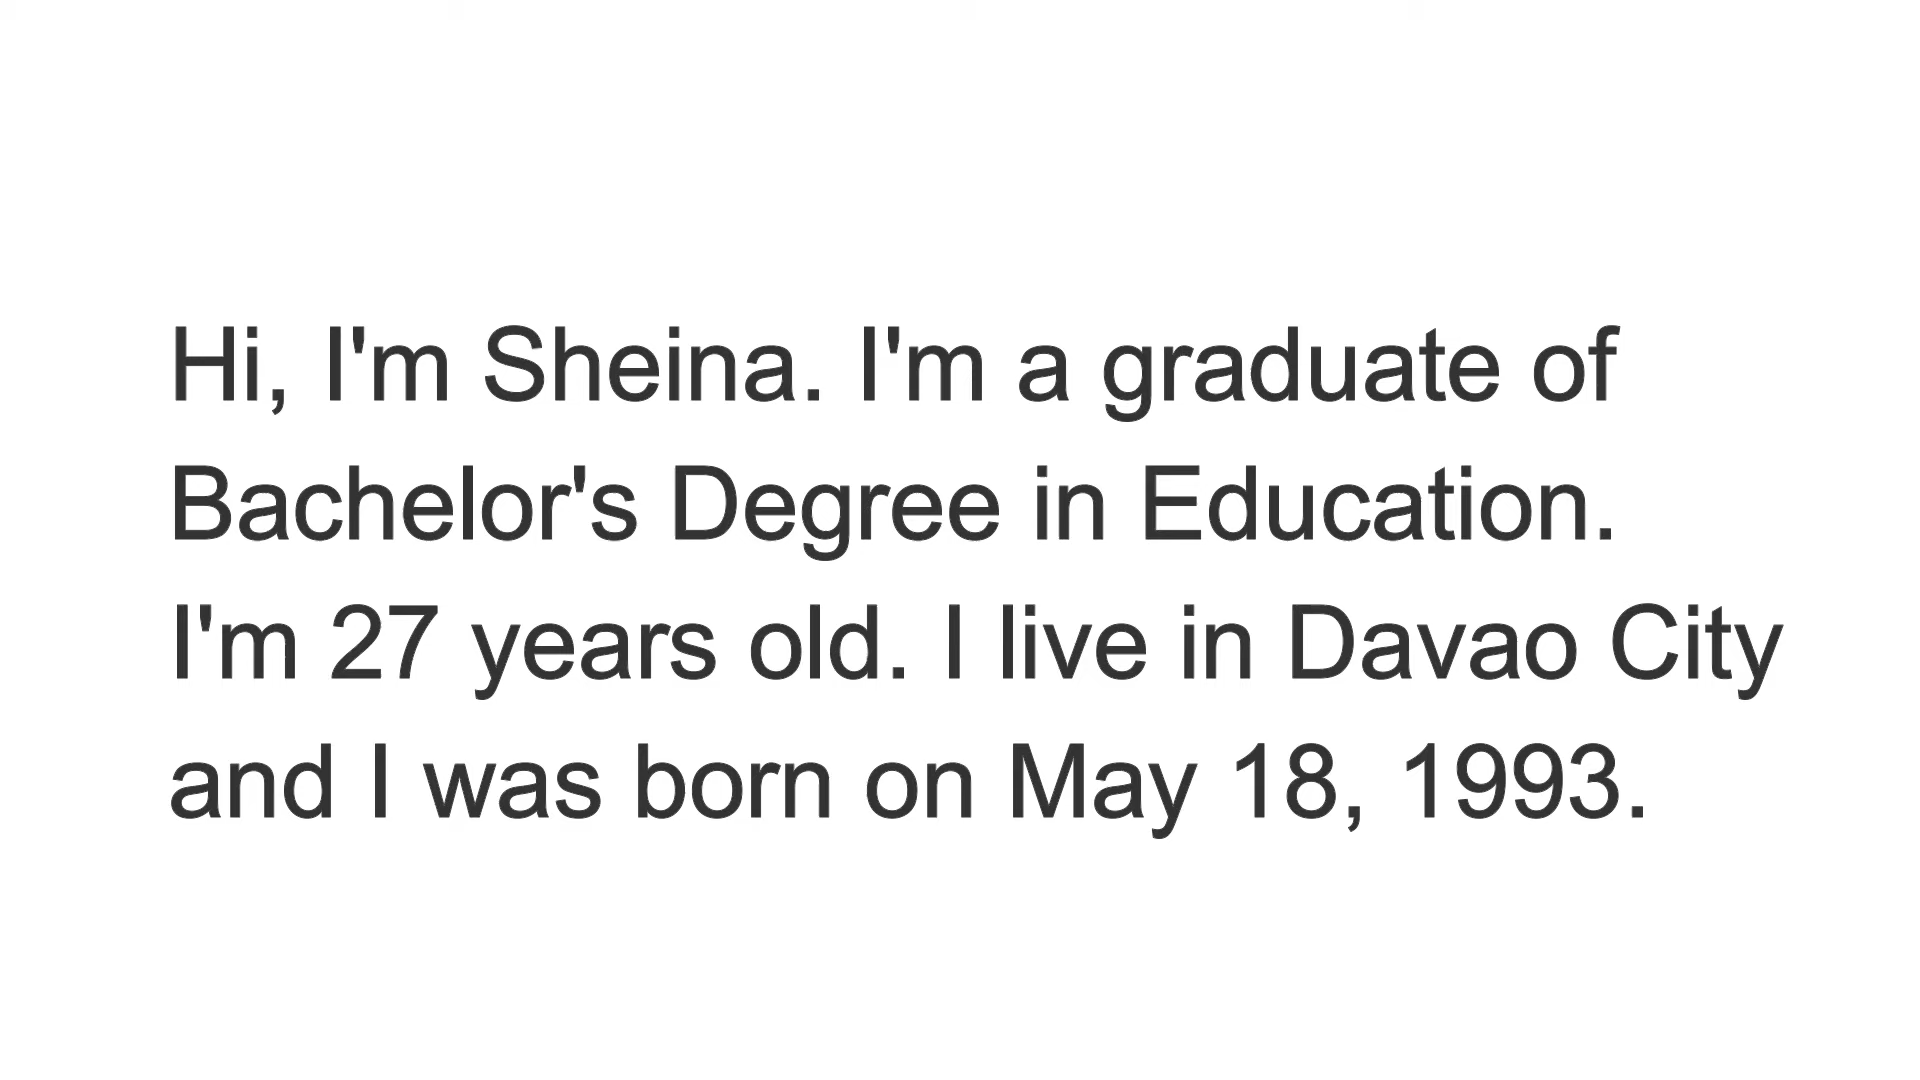 Hi, I'm Sheina. I'm a graduate of
Bachelor's Degree in Education.
I'm 27 years old. I live in Davao City
and I was born on May 18, 1993.